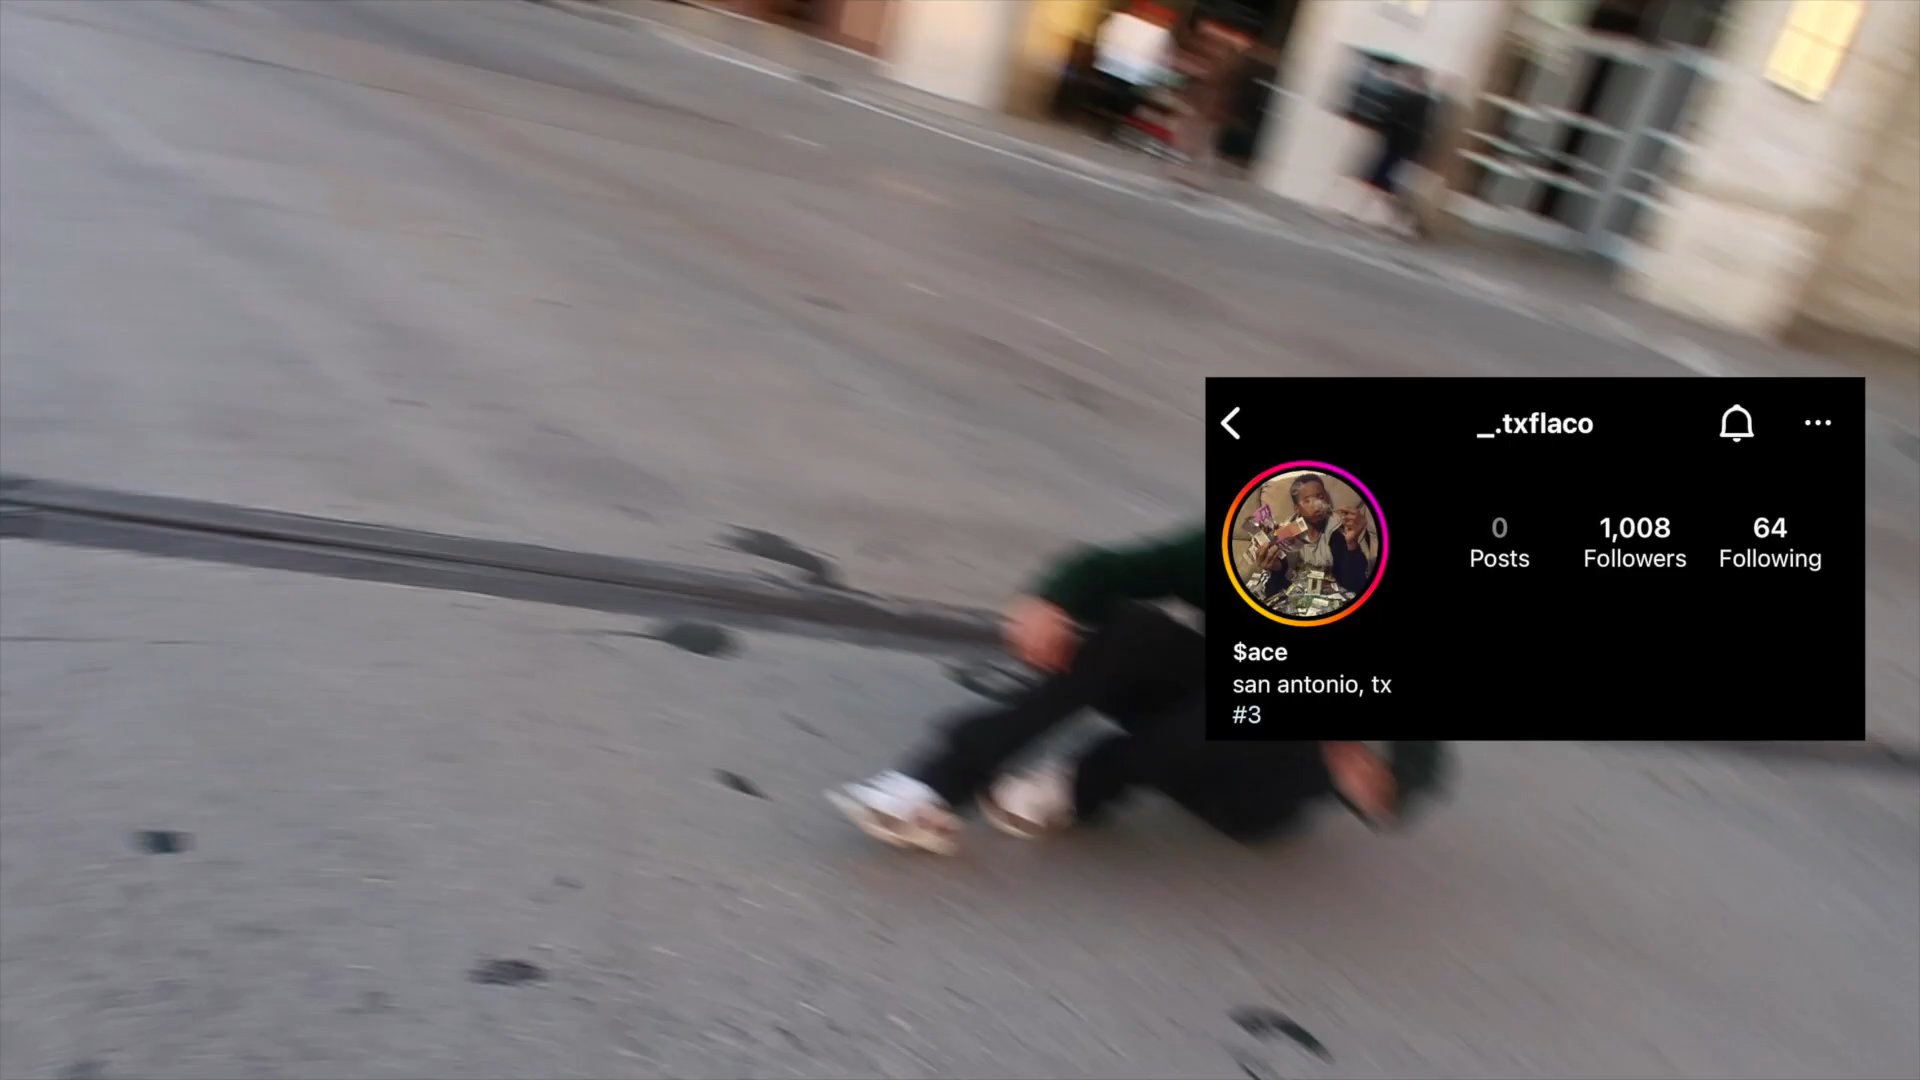 _.txflaco
0 1,008 64
Posts Followers Following
$ace
san antonio, tx
#3